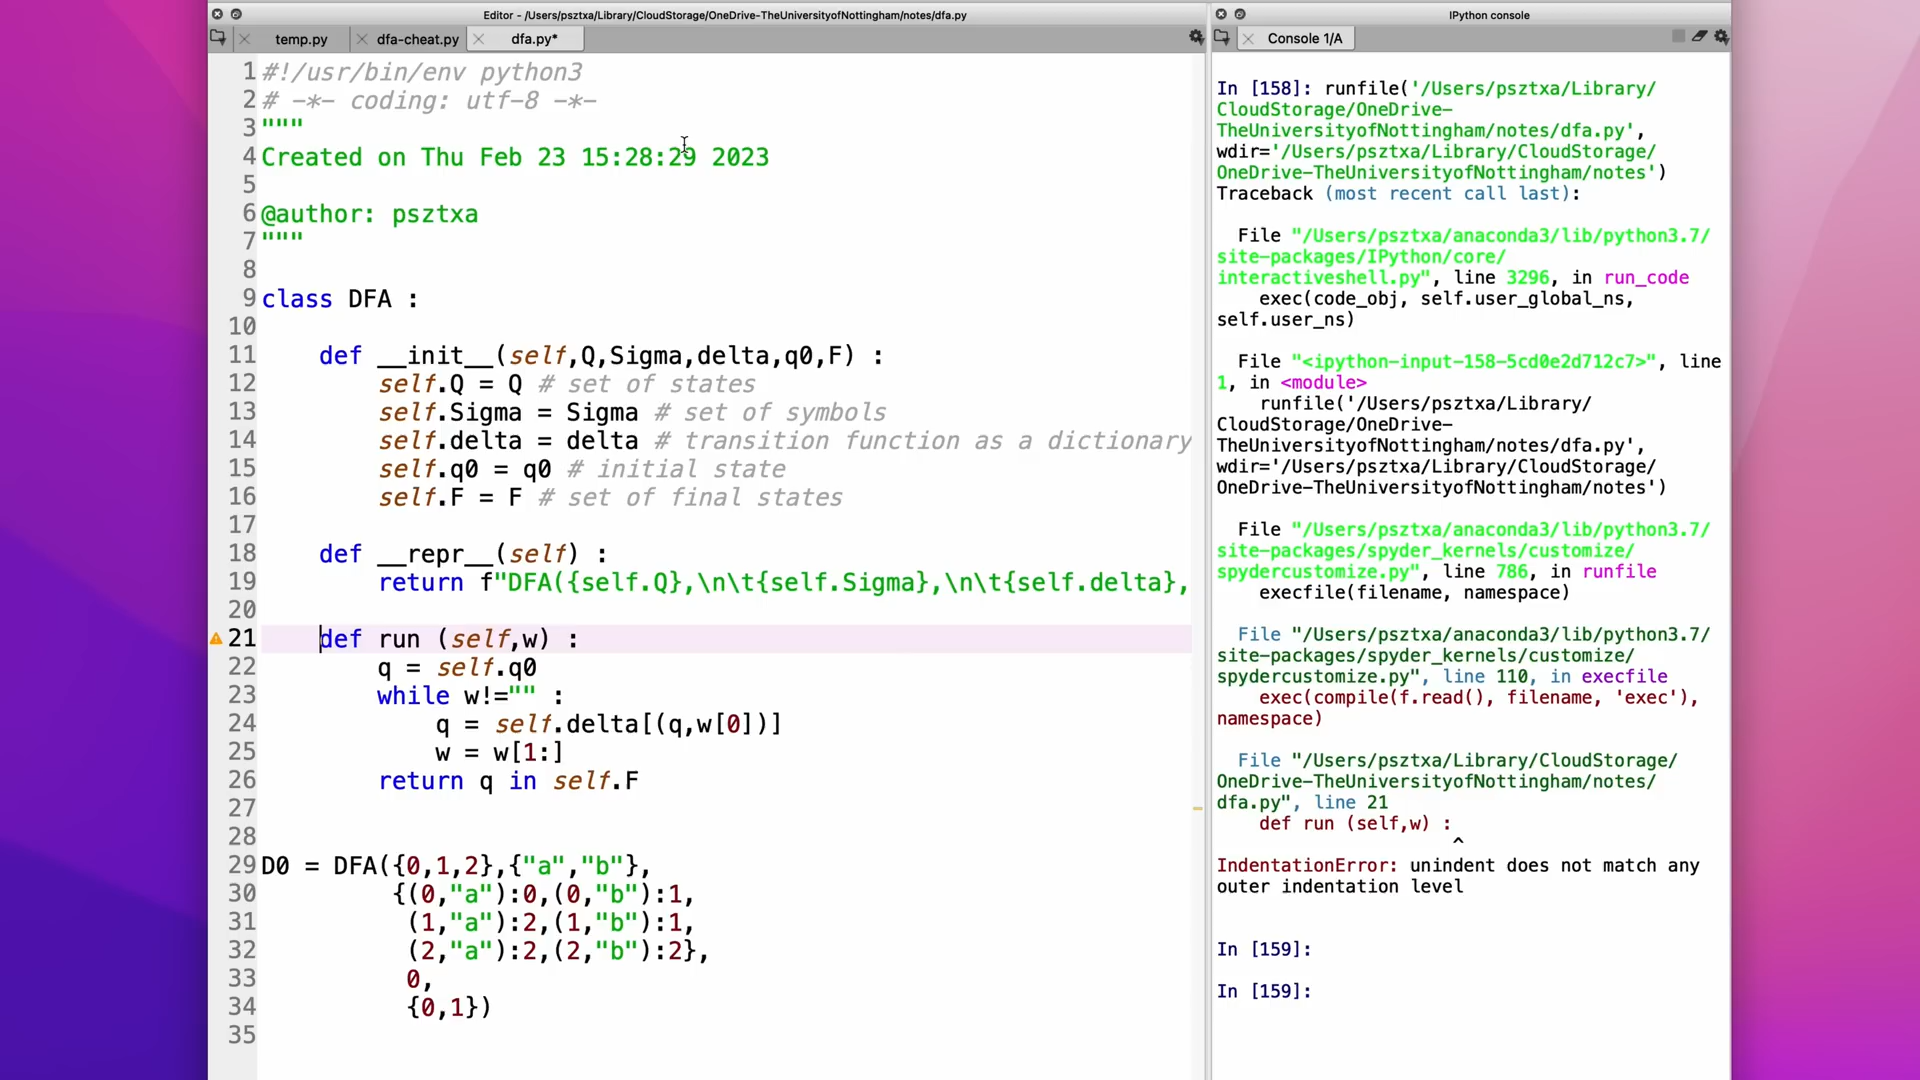 Editor - /Users/psztxa/Library/CloudStorage/OneDrive-TheUniversityofNottingham/notes/dfa.py
temp.py dfa-cheat.py dfa.py*
1 #!/usr/bin/env python3
2 # -*- coding: utf-8 -*-
3 """
4 Created on Thu Feb 23 15:28:29 2023
5
6 @author: psztxa
7 """
8
9 class DFA :
10
11     def __init__(self,Q,Sigma,delta,q0,F) :
12         self.Q = Q # set of states
13         self.Sigma = Sigma # set of symbols
14         self.delta = delta # transition function as a dictionary
15         self.q0 = q0 # initial state
16         self.F = F # set of final states
17
18     def __repr__(self) :
19         return f"DFA({self.Q},\n\t{self.Sigma},\n\t{self.delta},
20
21     def run (self,w) :
22         q = self.q0
23         while w!="" :
24             q = self.delta[(q,w[0])]
25             w = w[1:]
26         return q in self.F
27
28
29 D0 = DFA({0,1,2},{"a","b"},
30          {(0,"a"):0,(0,"b"):1,
31           (1,"a"):2,(1,"b"):1,
32           (2,"a"):2,(2,"b"):2},
33           0,
34           {0,1})
35
IPython console
Console 1/A
In [158]: runfile('/Users/psztxa/Library/
CloudStorage/OneDrive-
TheUniversityofNottingham/notes/dfa.py',
wdir='/Users/psztxa/Library/CloudStorage/
OneDrive-TheUniversityofNottingham/notes')
Traceback (most recent call last):
File "/Users/psztxa/anaconda3/lib/python3.7/
site-packages/IPython/core/
interactiveshell.py", line 3296, in run_code
exec(code_obj, self.user_global_ns,
self.user_ns)
File "<ipython-input-158-5cd0e2d712c7>", line
1, in <module>
runfile('/Users/psztxa/Library/
CloudStorage/OneDrive-
TheUniversityofNottingham/notes/dfa.py',
wdir='/Users/psztxa/Library/CloudStorage/
OneDrive-TheUniversityofNottingham/notes')
File "/Users/psztxa/anaconda3/lib/python3.7/
site-packages/spyder_kernels/customize/
spydercustomize.py", line 786, in runfile
execfile(filename, namespace)
File "/Users/psztxa/anaconda3/lib/python3.7/
site-packages/spyder_kernels/customize/
spydercustomize.py", line 110, in execfile
exec(compile(f.read(), filename, 'exec'),
namespace)
File "/Users/psztxa/Library/CloudStorage/
OneDrive-TheUniversityofNottingham/notes/
dfa.py", line 21
def run (self,w) :
^
IndentationError: unindent does not match any
outer indentation level
In [159]:
In [159]: